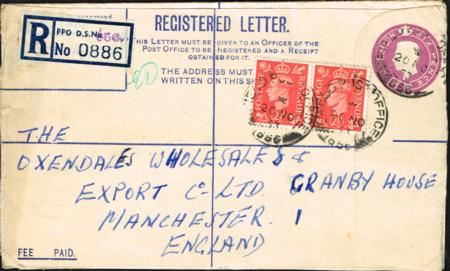 REGISTERED LETTER.
THIS LETTER MUST BE GIVEN TO AN OFFICER OF THE
POST OFFICE TO BE REGISTERED AND A RECEIPT
OBTAINED FOR IT.
THE ADDRESS MUST
WRITTEN ON THIS
R
FPO D.S.No. 856.
No 0886
THE
OXENDALES WHOLESALE &
EXPORT Co LTD GRANBY HOUSE
MANCHESTER. 1
ENGLAND
FEE PAID.